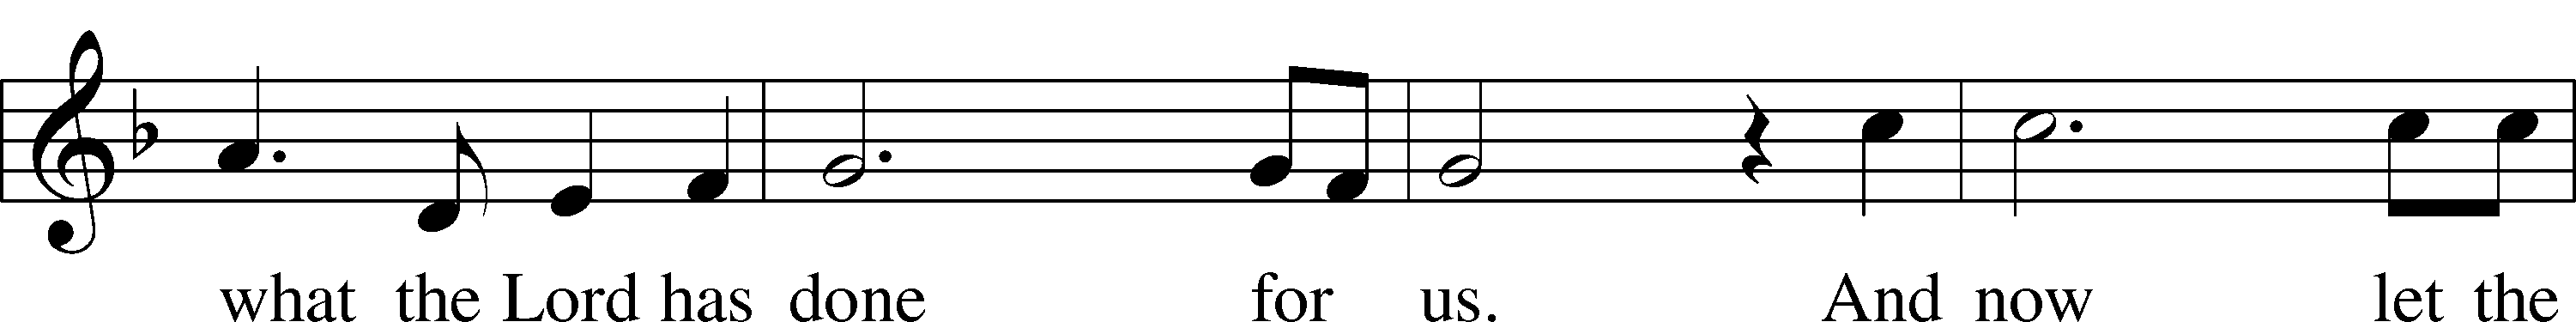 what the Lord has done for us. And now let the